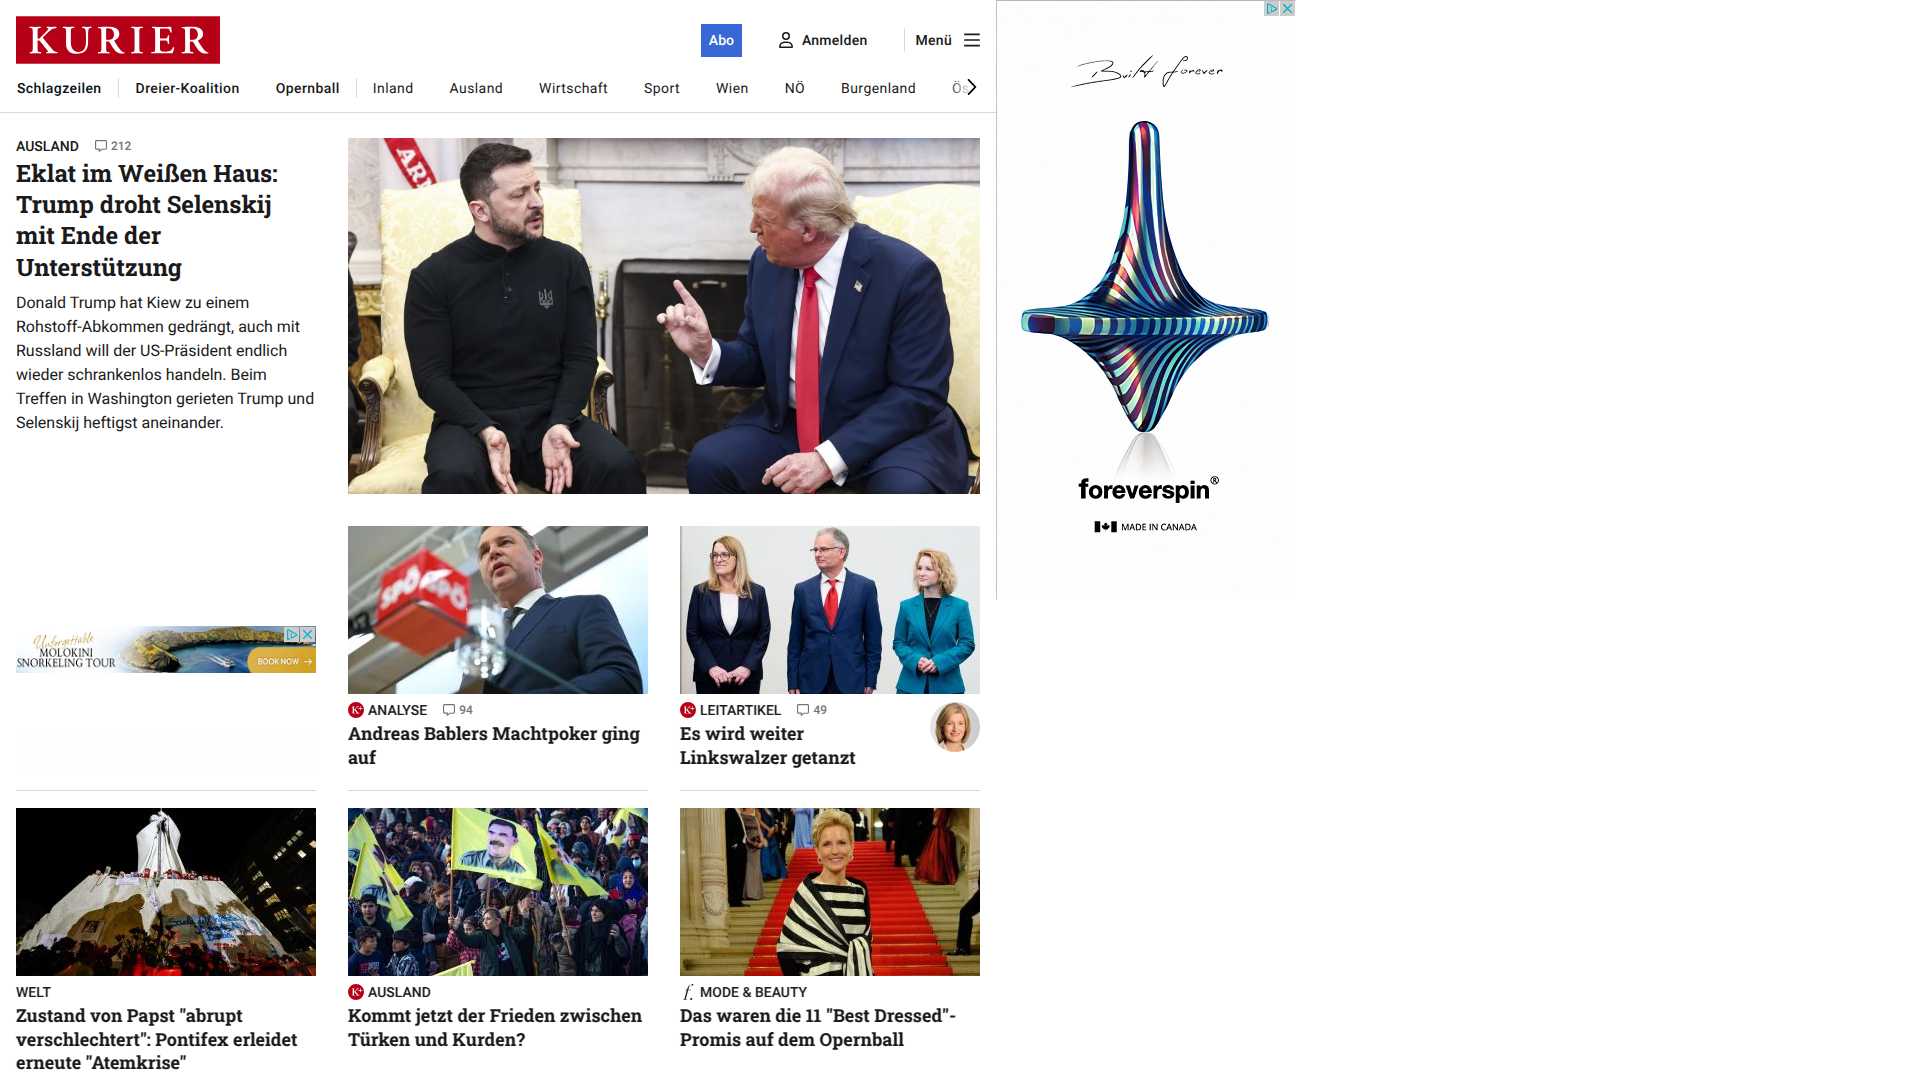 KURIER
Abo
Anmelden
Menü
Schlagzeilen
Dreier-Koalition
Opernball
Inland
Ausland
Wirtschaft
Sport
Wien
NÖ
Burgenland
AUSLAND 212
Eklat im Weißen Haus:
Trump droht Selenskij
mit Ende der
Unterstützung
Donald Trump hat Kiew zu einem
Rohstoff-Abkommen gedrängt, auch mit
Russland will der US-Präsident endlich
wieder schrankenlos handeln. Beim
Treffen in Washington gerieten Trump und
Selenskij heftigst aneinander.
Built forever
foreverspin®
MADE IN CANADA
Unforgettable
MOLOKINI
SNORKELING TOUR
BOOK NOW →
SPÖ
SPÖ
K+ ANALYSE 94
Andreas Bablers Machtpoker ging
auf
K+ LEITARTIKEL 49
Es wird weiter
Linkswalzer getanzt
WELT
Zustand von Papst "abrupt
verschlechtert": Pontifex erleidet
erneute "Atemkrise"
K+ AUSLAND
Kommt jetzt der Frieden zwischen
Türken und Kurden?
f. MODE & BEAUTY
Das waren die 11 "Best Dressed"-
Promis auf dem Opernball